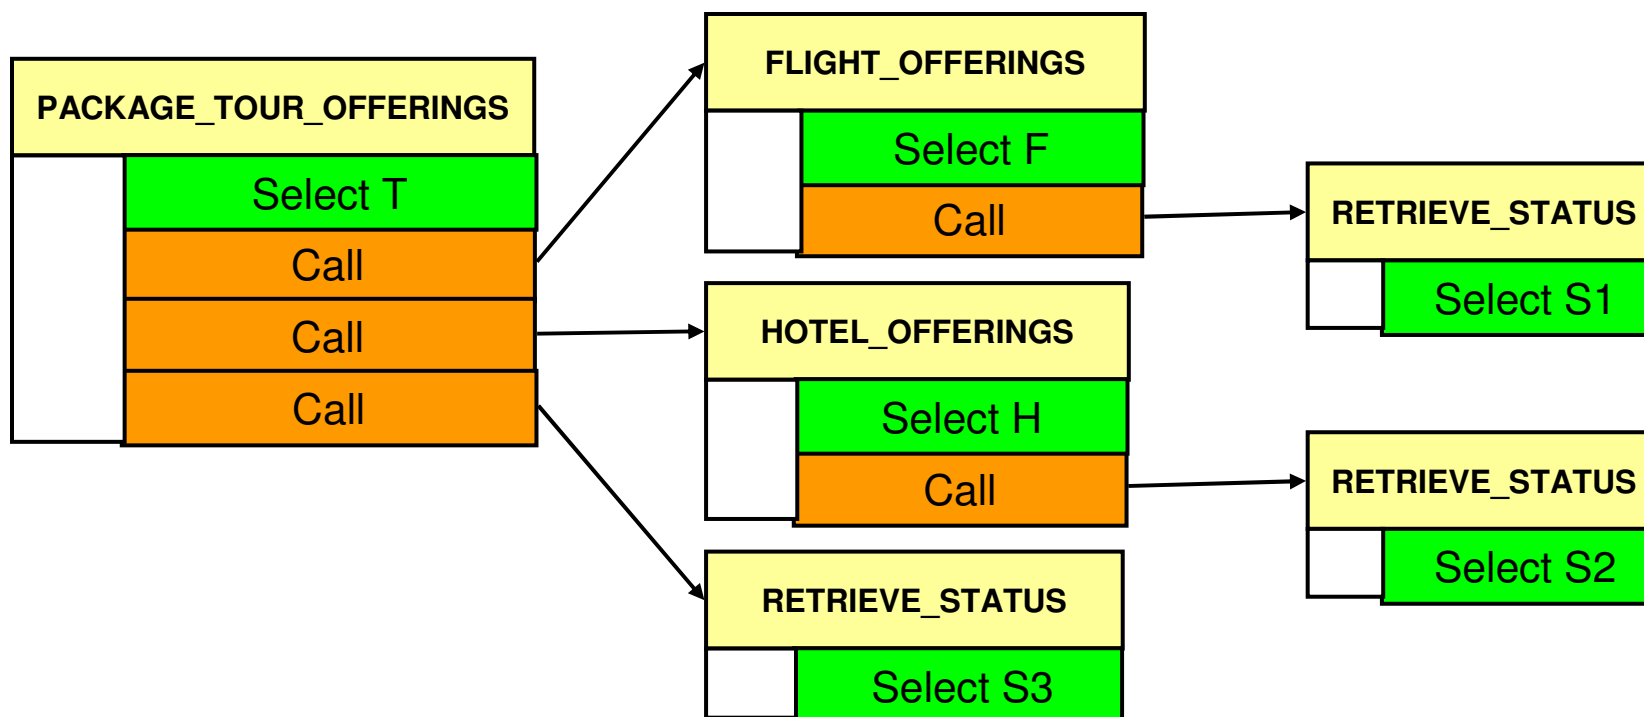 PACKAGE_TOUR_OFFERINGS
Select T
Call
Call
Call
FLIGHT_OFFERINGS
Select F
Call
HOTEL_OFFERINGS
Select H
Call
RETRIEVE_STATUS
Select S3
RETRIEVE_STATUS
Select S1
RETRIEVE_STATUS
Select S2